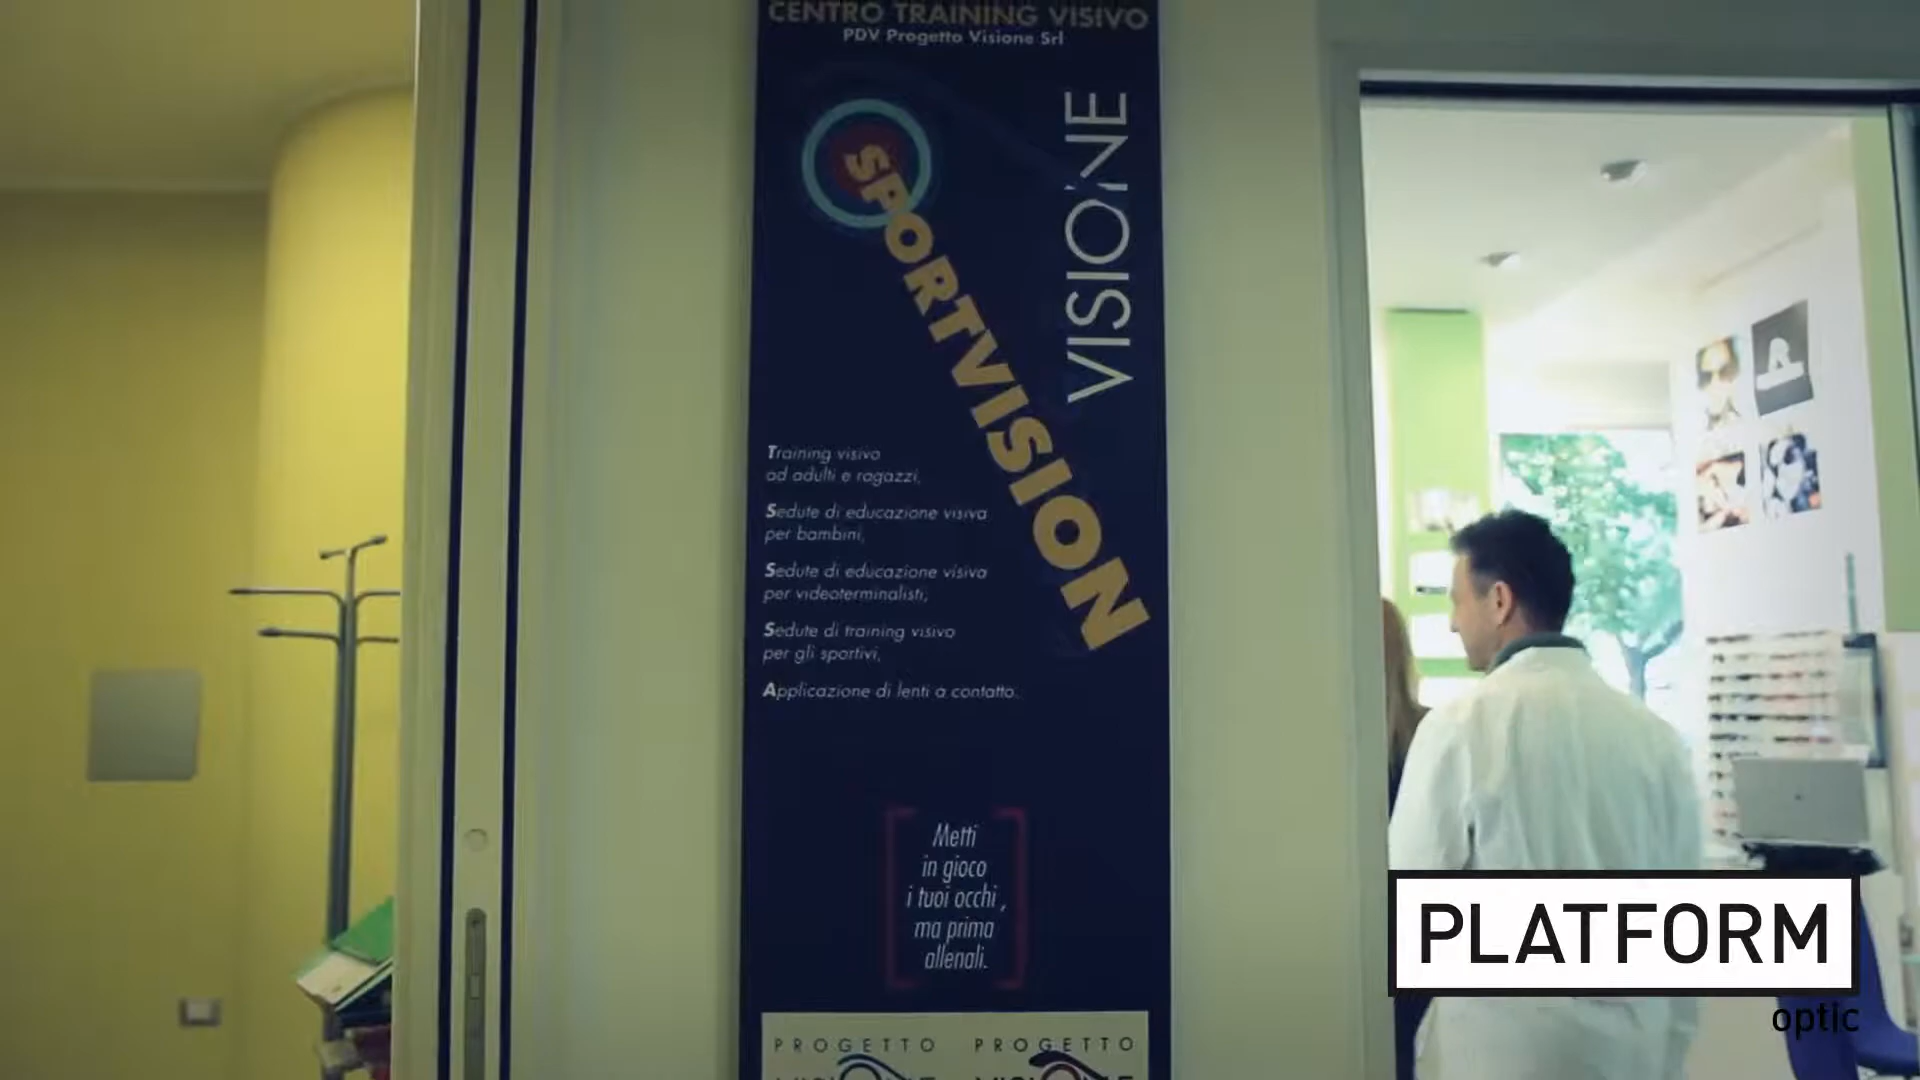 CENTRO TRAINING VISIVO
PDV Progetto Visione Srl
SPORTVISION
VISIONE
Training visivo
ad adulti e ragazzi,
Sedute di educazione visiva
per bambini,
Sedute di educazione visiva
per videoterminalisti,
Sedute di training visivo
per gli sportivi,
Applicazione di lenti a contatto.
Metti
in gioco
i tuoi occhi ,
ma prima
allenali.
PROGETTO PROGETTO
PLATFORM
optic